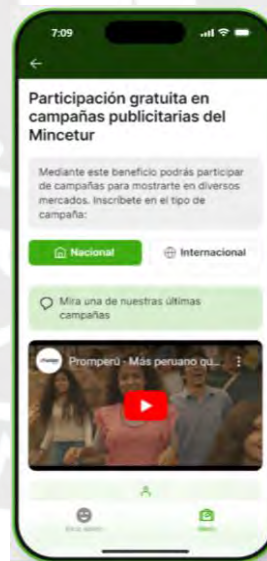 7:09
Participación gratuita en
campañas publicitarias del
Mincetur
Mediante este beneficio podrás participar
de campañas para mostrarte en diversos
mercados. Inscríbete en el tipo de
campaña:
Nacional
Internacional
Mira una de nuestras últimas
campañas
Promperú - Más peruano qu...